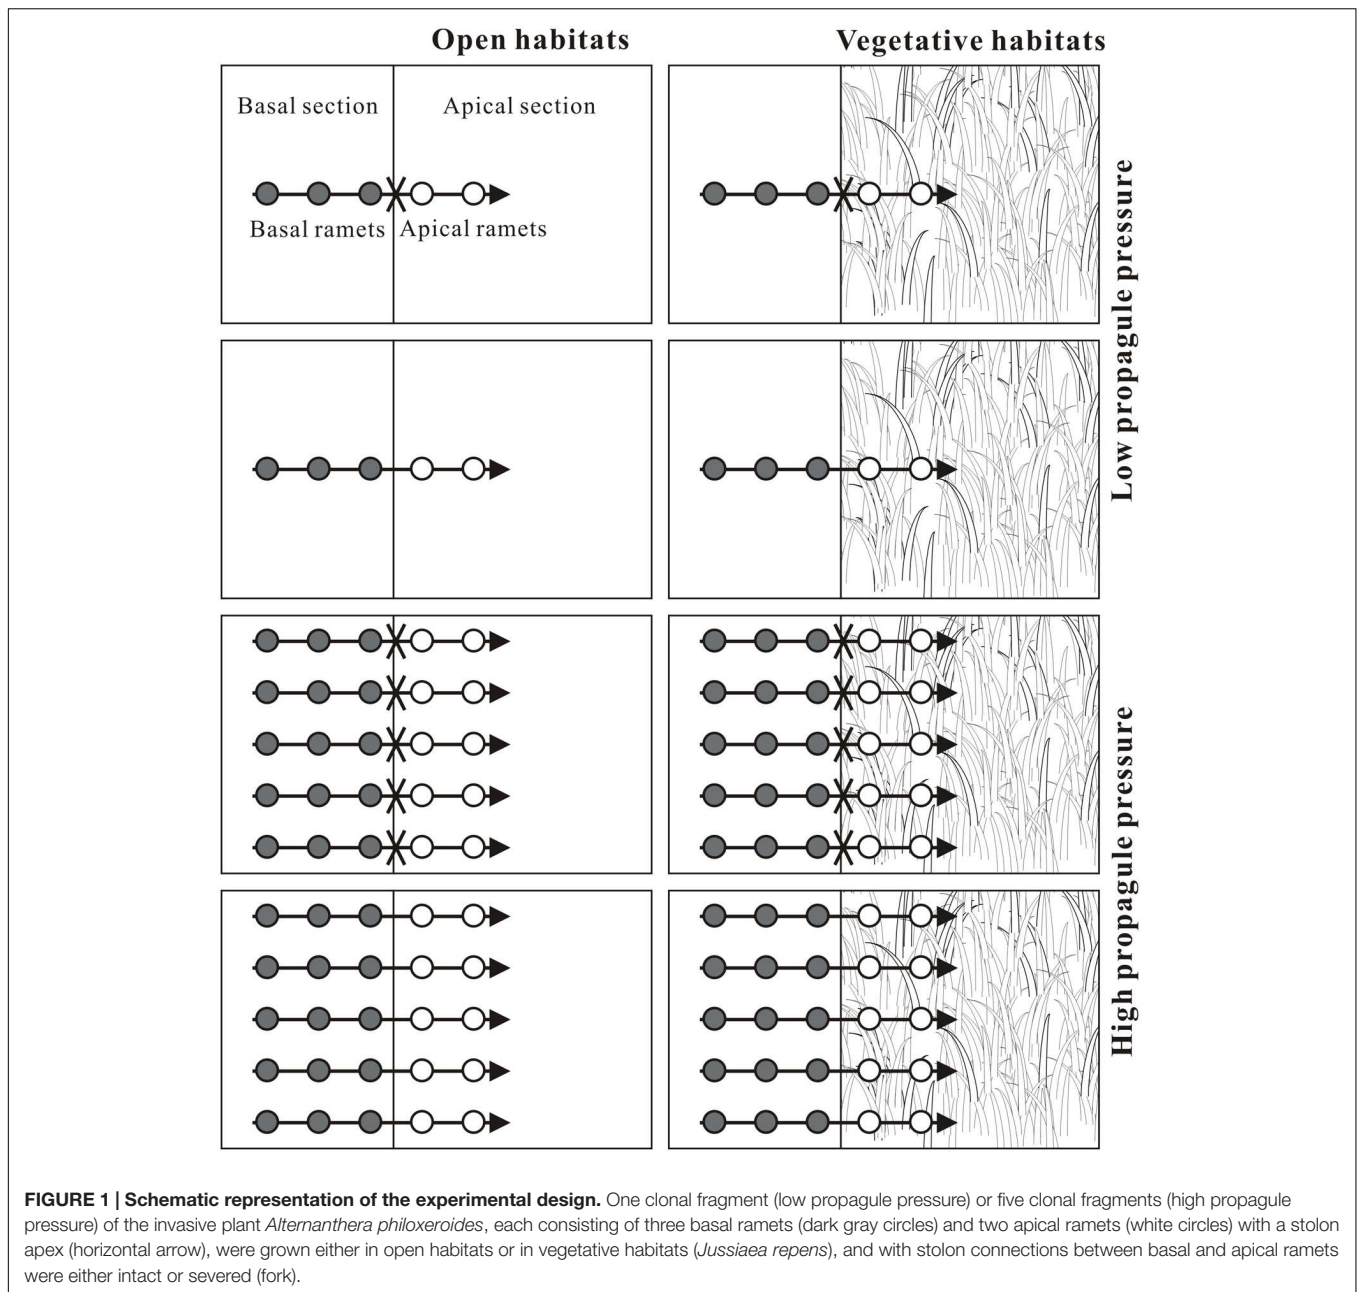 Open habitats
Vegetative habitats
Basal section
Apical section
Basal ramets
Apical ramets
Low propagule pressure
High propagule pressure
FIGURE 1 | Schematic representation of the experimental design. One clonal fragment (low propagule pressure) or five clonal fragments (high propagule
pressure) of the invasive plant Alternanthera philoxeroides, each consisting of three basal ramets (dark gray circles) and two apical ramets (white circles) with a stolon
apex (horizontal arrow), were grown either in open habitats or in vegetative habitats (Jussiaea repens), and with stolon connections between basal and apical ramets
were either intact or severed (fork).